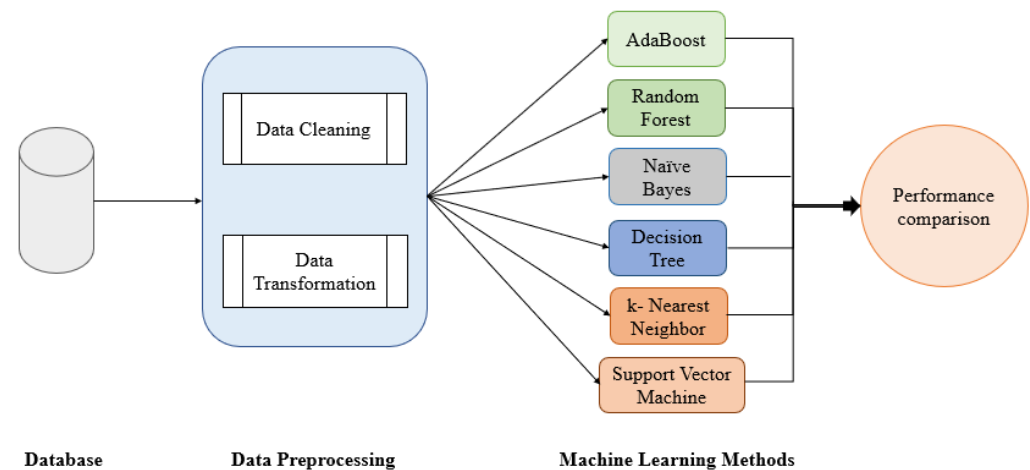 Data Cleaning
Data
Transformation
AdaBoost
Random
Forest
Naïve
Bayes
Decision
Tree
k- Nearest
Neighbor
Support Vector
Machine
Performance
comparison
Database
Data Preprocessing
Machine Learning Methods